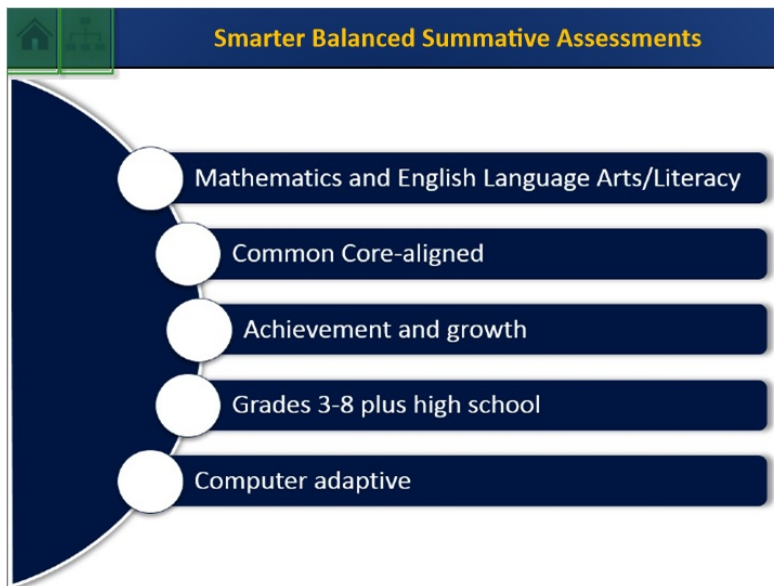 Smarter Balanced Summative Assessments
Mathematics and English Language Arts/Literacy
Common Core-aligned
Achievement and growth
Grades 3-8 plus high school
Computer adaptive